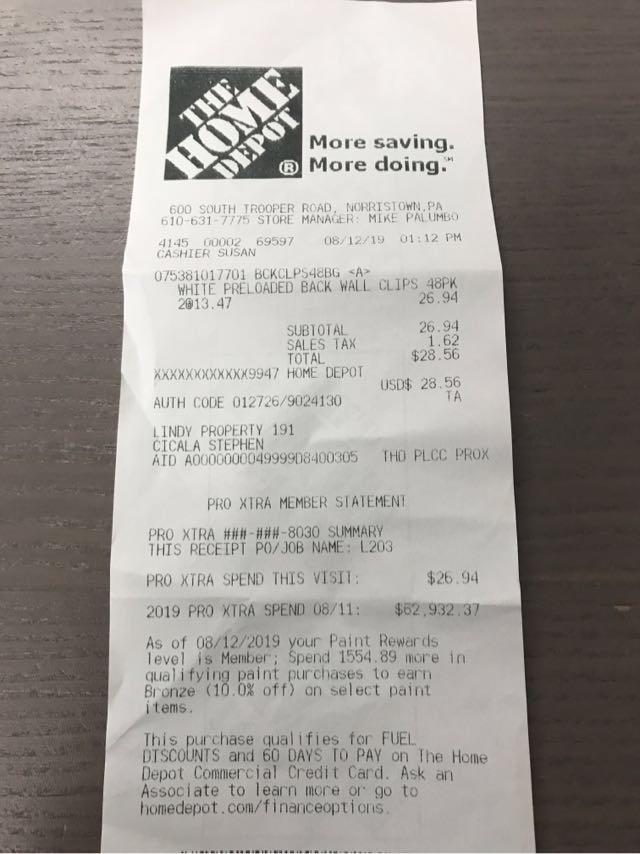 THE
HOME
DEPOT
®
More saving.
More doing.℠
600 SOUTH TROOPER ROAD, NORRISTOWN,PA
610-631-7775 STORE MANAGER: MIKE PALUMBO
4145 00002 69597 08/12/19 01:12 PM
CASHIER SUSAN
075381017701 BCKCLPS48BG <A>
WHITE PRELOADED BACK WALL CLIPS 48PK
2@13.47 26.94
SUBTOTAL 26.94
SALES TAX 1.62
TOTAL $28.56
XXXXXXXXXXXX9947 HOME DEPOT
USD$ 28.56
AUTH CODE 012726/9024130 TA
LINDY PROPERTY 191
CICALA STEPHEN
AID A0000000049999D8400305 THD PLCC PROX
PRO XTRA MEMBER STATEMENT
PRO XTRA ###-###-8030 SUMMARY
THIS RECEIPT PO/JOB NAME: L203
PRO XTRA SPEND THIS VISIT: $26.94
2019 PRO XTRA SPEND 08/11: $62,932.37
As of 08/12/2019 your Paint Rewards
level is Member; Spend 1554.89 more in
qualifying paint purchases to earn
Bronze (10.0% off) on select paint
items.
This purchase qualifies for FUEL
DISCOUNTS and 60 DAYS TO PAY on The Home
Depot Commercial Credit Card. Ask an
Associate to learn more or go to
homedepot.com/financeoptions.